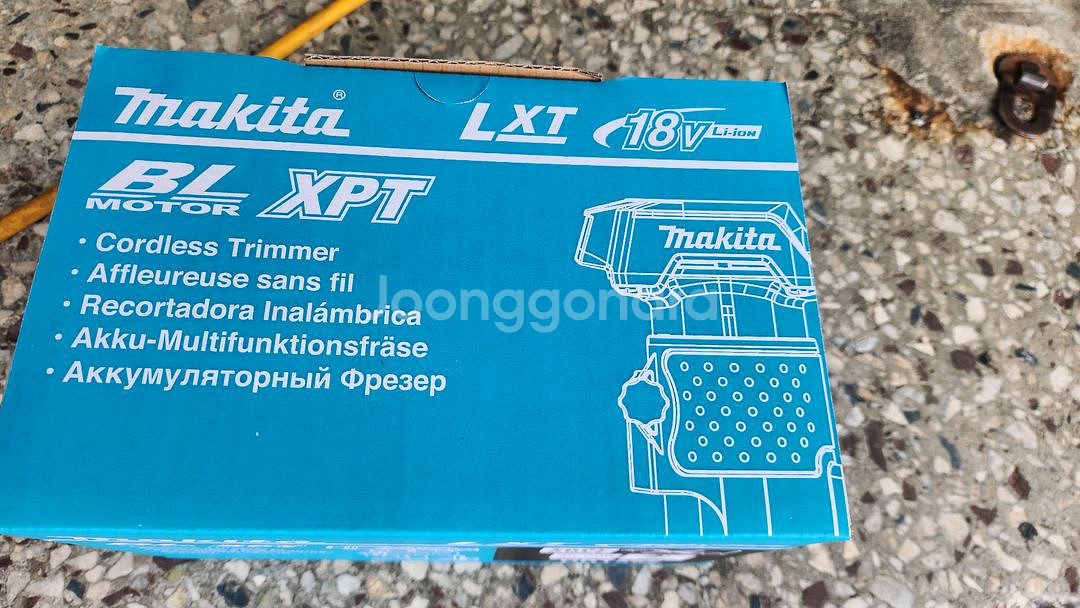 Makita®
LXT 18V Li-ion
BL MOTOR XPT
• Cordless Trimmer
• Affleureuse sans fil
• Recortadora Inalámbrica
• Akku-Multifunktionsfräse
• Аккумуляторный Фрезер
Makita